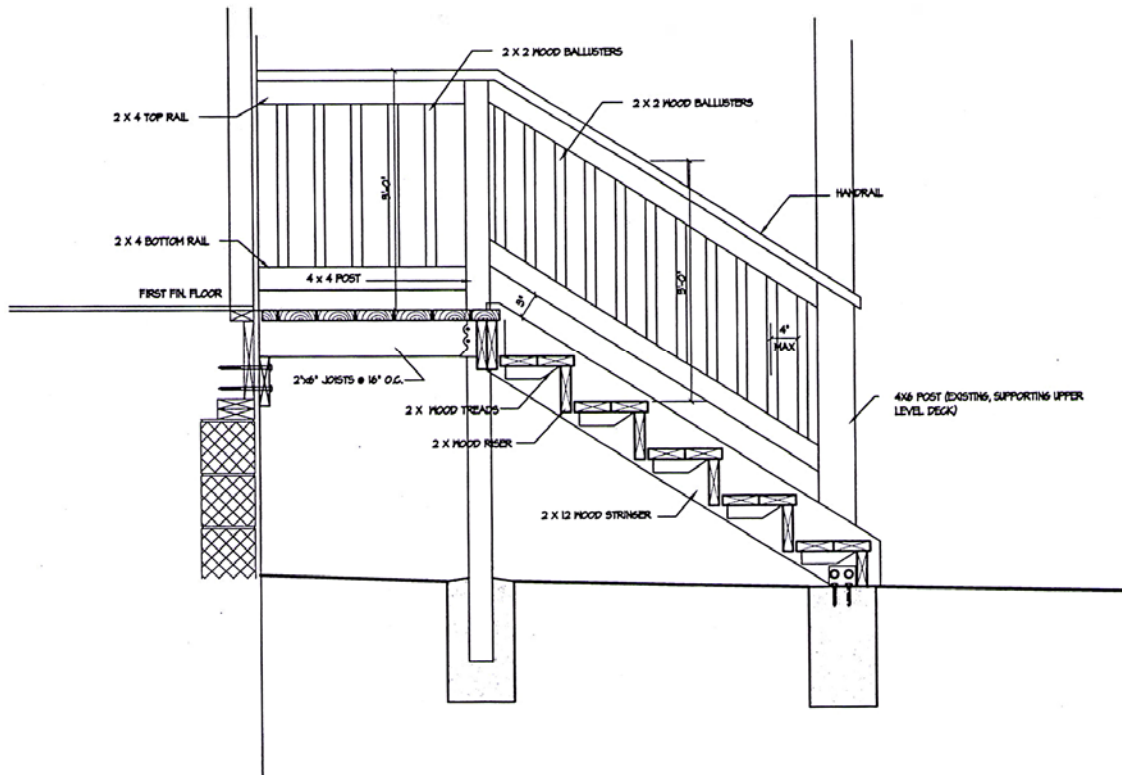 2 X 2 WOOD BALLUSTERS
2 X 2 WOOD BALLUSTERS
2 X 4 TOP RAIL
3'-0"
HANDRAIL
2 X 4 BOTTOM RAIL
4 x 4 POST
FIRST FIN. FLOOR
3'-0"
3"
4"
MAX
2"x6" JOISTS @ 16" O.C.
2 X WOOD TREADS
4X6 POST (EXISTING, SUPPORTING UPPER
LEVEL DECK)
2 X WOOD RISER
2 X 12 WOOD STRINGER